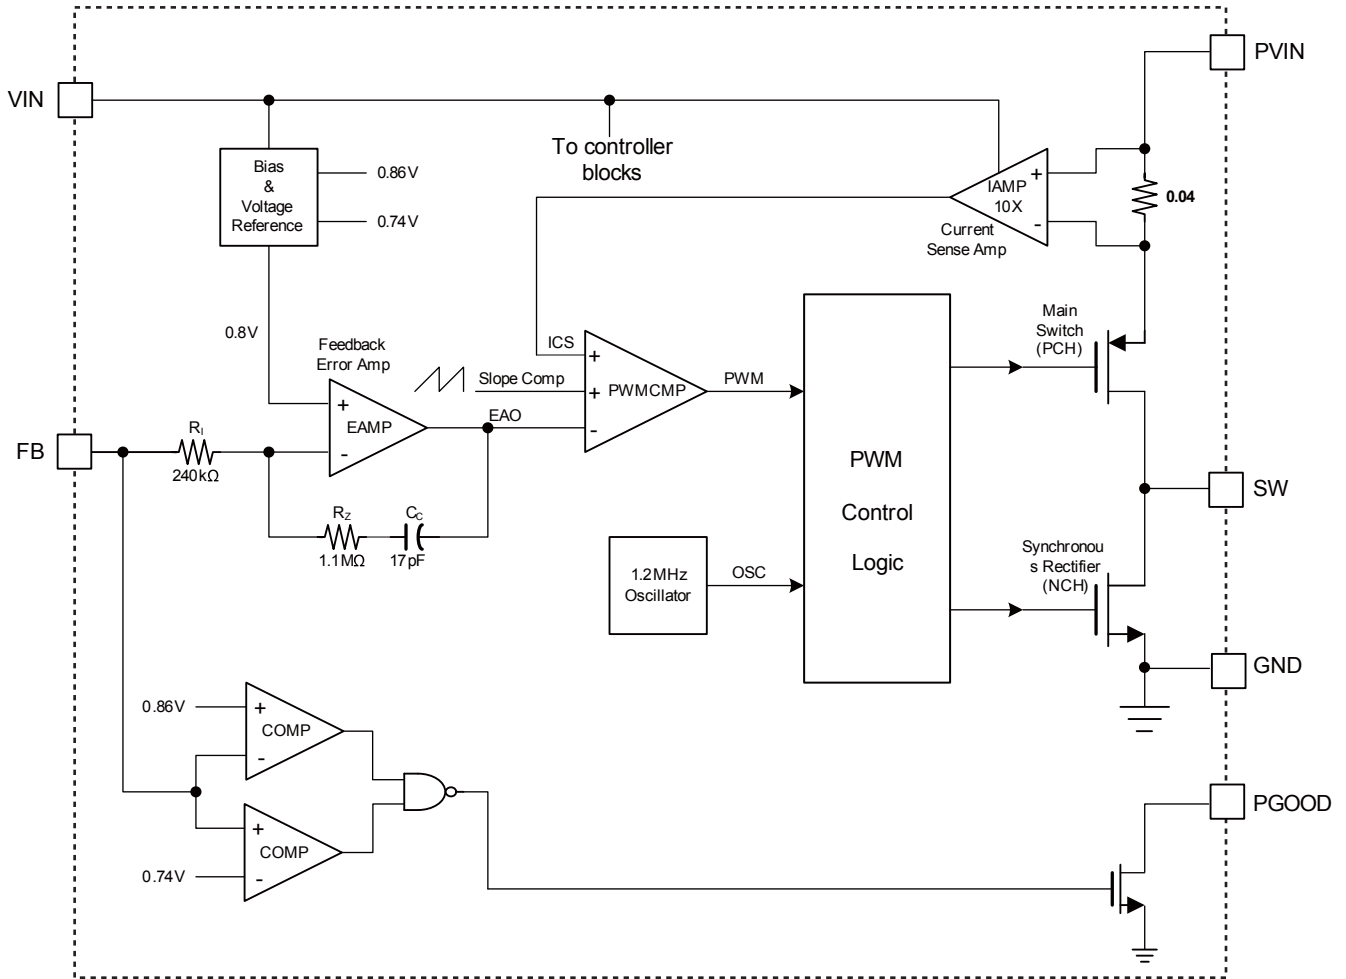 PVIN
VIN
To controller
blocks
Bias
&
Voltage
Reference
0.86V
0.74V
+
IAMP
10X
-
0.04
Current
Sense Amp
Main
Switch
(PCH)
0.8V
Feedback
Error Amp
ICS
+
Slope Comp
+
PWMCMP
PWM
-
EAO
+
EAMP
-
FB
RI
240kΩ
RZ
1.1MΩ
CC
17pF
PWM
Control
Logic
SW
1.2MHz
Oscillator
OSC
Synchronou
s Rectifier
(NCH)
GND
0.86V
+
COMP
-
+
COMP
-
0.74V
PGOOD